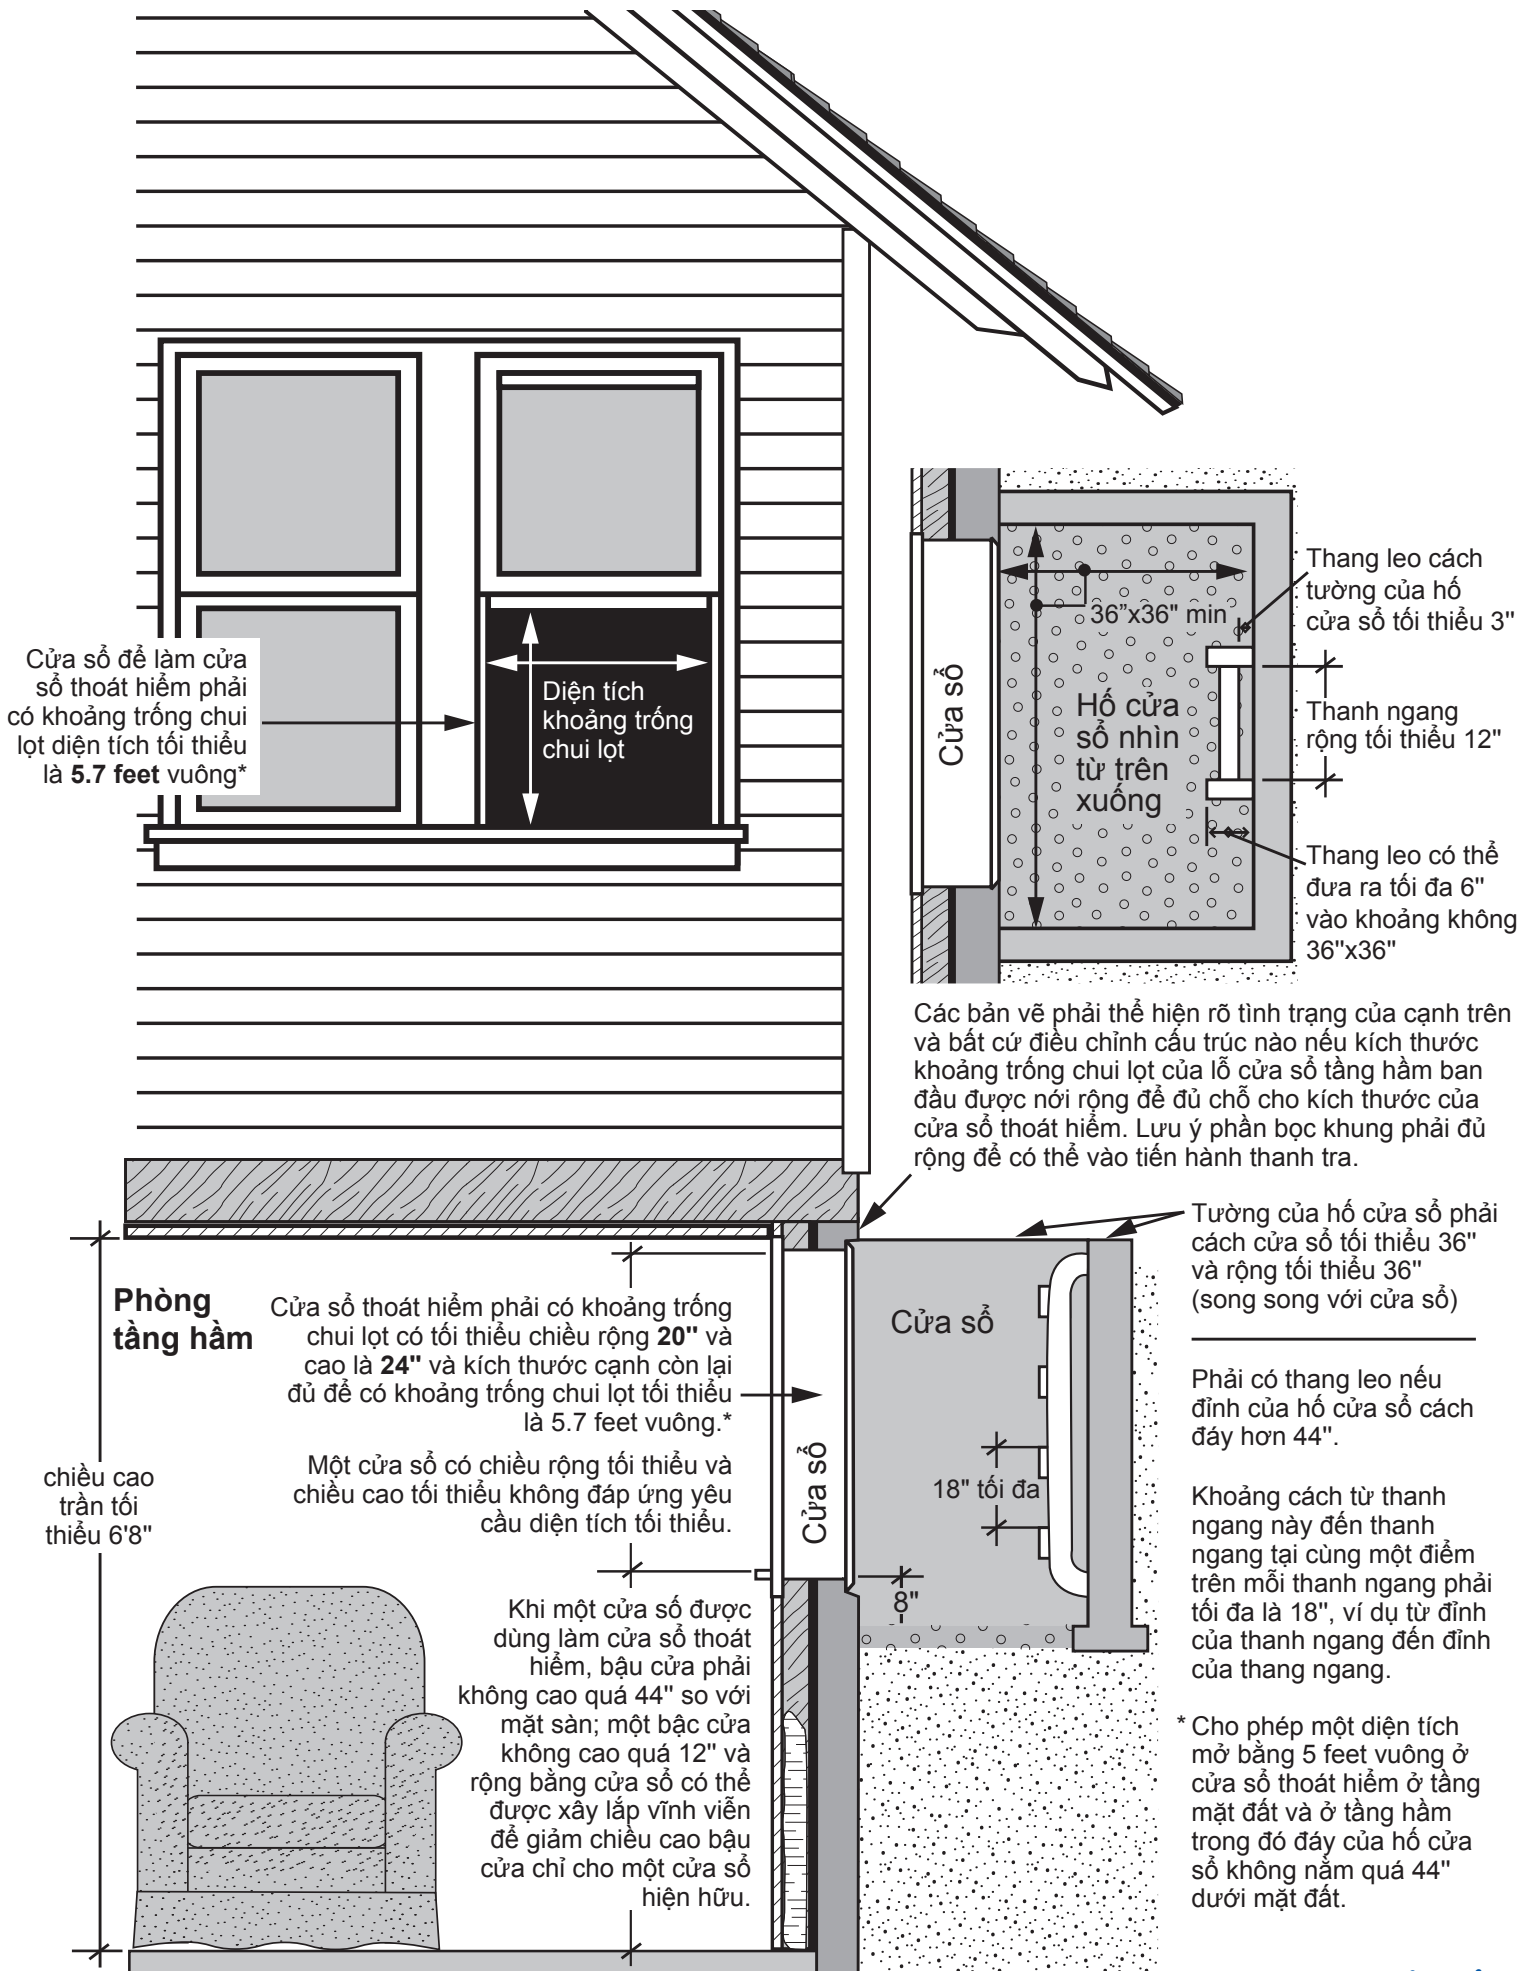 Cửa sổ để làm cửa
sổ thoát hiểm phải
có khoảng trống chui
lọt diện tích tối thiểu
là 5.7 feet vuông*
Diện tích
khoảng trống
chui lọt
Cửa sổ
36”x36" min
Hố cửa
sổ nhìn
từ trên
xuống
Thang leo cách
tường của hố
cửa sổ tối thiểu 3"
Thanh ngang
rộng tối thiểu 12"
Thang leo có thể
đưa ra tối đa 6"
vào khoảng không
36"x36"
Các bản vẽ phải thể hiện rõ tình trạng của cạnh trên
và bất cứ điều chỉnh cấu trúc nào nếu kích thước
khoảng trống chui lọt của lỗ cửa sổ tầng hầm ban
đầu được nới rộng để đủ chỗ cho kích thước của
cửa sổ thoát hiểm. Lưu ý phần bọc khung phải đủ
rộng để có thể vào tiến hành thanh tra.
Phòng
tầng hầm
chiều cao
trần tối
thiểu 6'8"
Cửa sổ thoát hiểm phải có khoảng trống
chui lọt có tối thiểu chiều rộng 20" và
cao là 24" và kích thước cạnh còn lại
đủ để có khoảng trống chui lọt tối thiểu
là 5.7 feet vuông.*
Một cửa sổ có chiều rộng tối thiểu và
chiều cao tối thiểu không đáp ứng yêu
cầu diện tích tối thiểu.
Khi một cửa số được
dùng làm cửa sổ thoát
hiểm, bậu cửa phải
không cao quá 44" so với
mặt sàn; một bậc cửa
không cao quá 12" và
rộng bằng cửa sổ có thể
được xây lắp vĩnh viễn
để giảm chiều cao bậu
cửa chỉ cho một cửa sổ
hiện hữu.
Cửa sổ
Cửa sổ
18" tối đa
8"
Tường của hố cửa sổ phải
cách cửa sổ tối thiểu 36"
và rộng tối thiểu 36"
(song song với cửa sổ)
Phải có thang leo nếu
đỉnh của hố cửa sổ cách
đáy hơn 44".
Khoảng cách từ thanh
ngang này đến thanh
ngang tại cùng một điểm
trên mỗi thanh ngang phải
tối đa là 18", ví dụ từ đỉnh
của thanh ngang đến đỉnh
của thang ngang.
* Cho phép một diện tích
mở bằng 5 feet vuông ở
cửa sổ thoát hiểm ở tầng
mặt đất và ở tầng hầm
trong đó đáy của hố cửa
sổ không nằm quá 44"
dưới mặt đất.